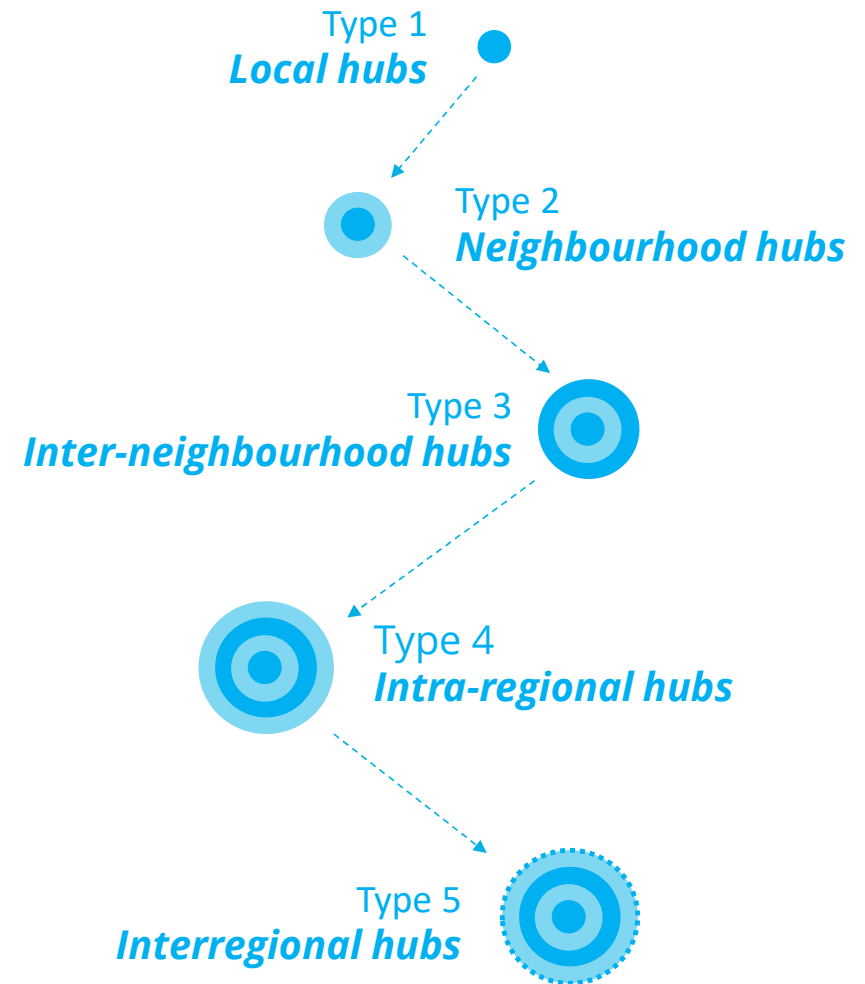 Type 1
Local hubs
Type 2
Neighbourhood hubs
Type 3
Inter-neighbourhood hubs
Type 4
Intra-regional hubs
Type 5
Interregional hubs